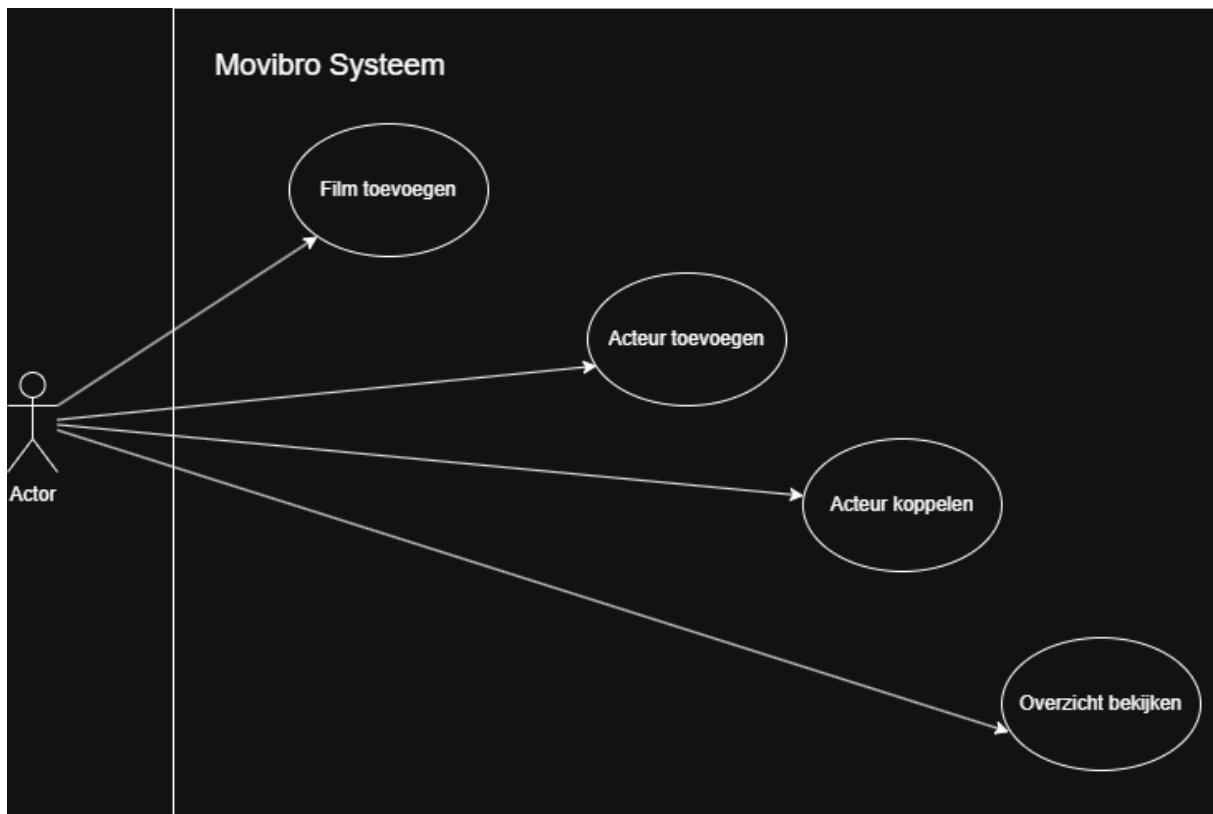 Movibro Systeem
Film toevoegen
Acteur toevoegen
Actor
Acteur koppelen
Overzicht bekijken